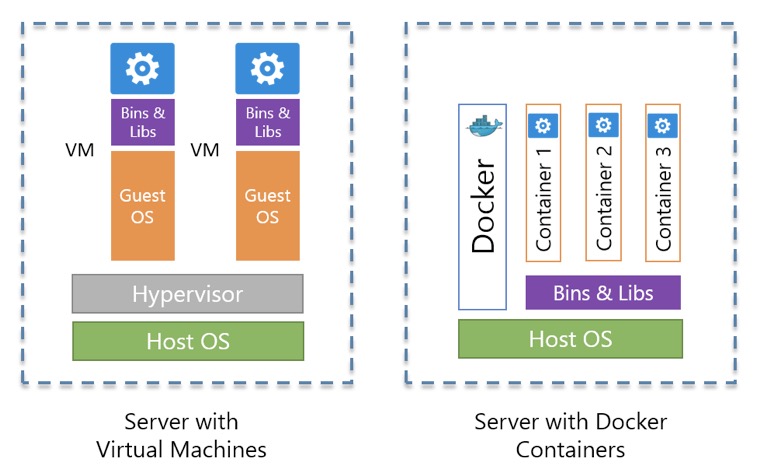 Bins &
Libs
VM
Guest
OS
Bins &
Libs
VM
Guest
OS
Hypervisor
Host OS
Server with
Virtual Machines
Docker
Container 1
Container 2
Container 3
Bins & Libs
Host OS
Server with Docker
Containers